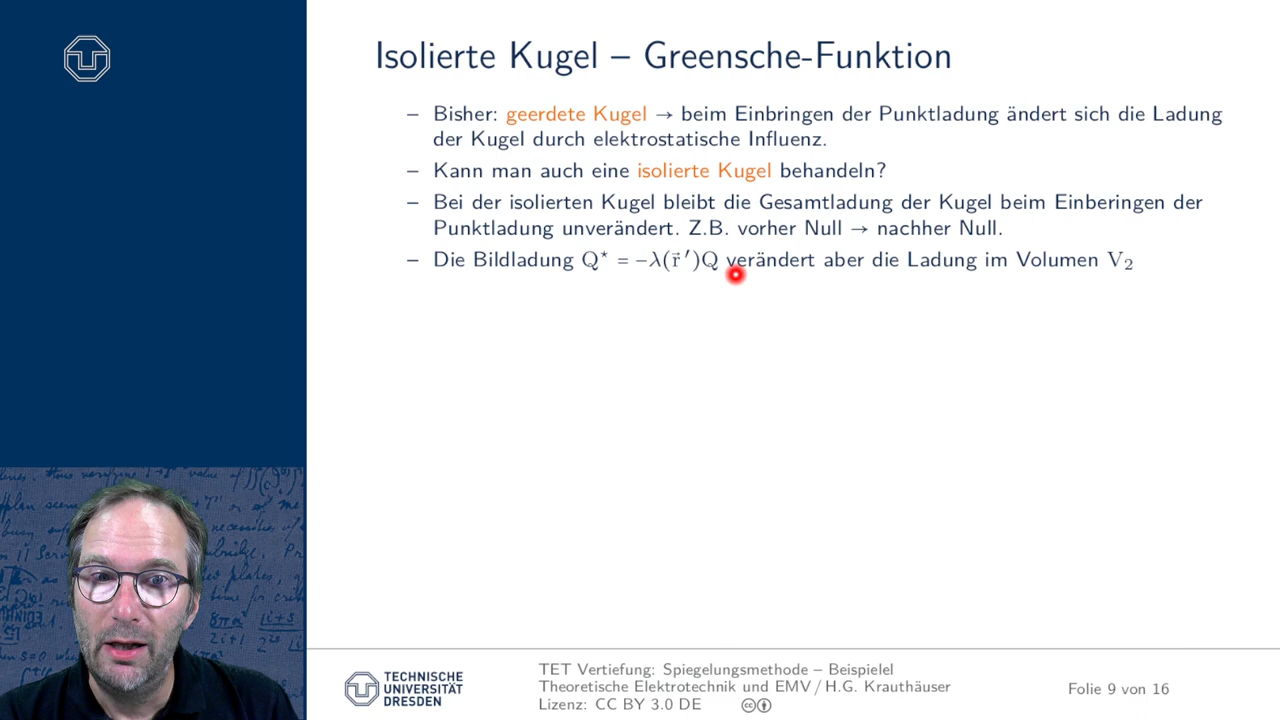 Isolierte Kugel – Greensche-Funktion
– Bisher: geerdete Kugel → beim Einbringen der Punktladung ändert sich die Ladung
der Kugel durch elektrostatische Influenz.
– Kann man auch eine isolierte Kugel behandeln?
– Bei der isolierten Kugel bleibt die Gesamtladung der Kugel beim Einberingen der
Punktladung unverändert. Z.B. vorher Null → nachher Null.
– Die Bildladung Q⋆ = −λ(r⃗ ′)Q verändert aber die Ladung im Volumen V₂
TECHNISCHE
UNIVERSITÄT
DRESDEN
TET Vertiefung: Spiegelungsmethode – Beispielel
Theoretische Elektrotechnik und EMV / H.G. Krauthäuser
Lizenz: CC BY 3.0 DE
Folie 9 von 16